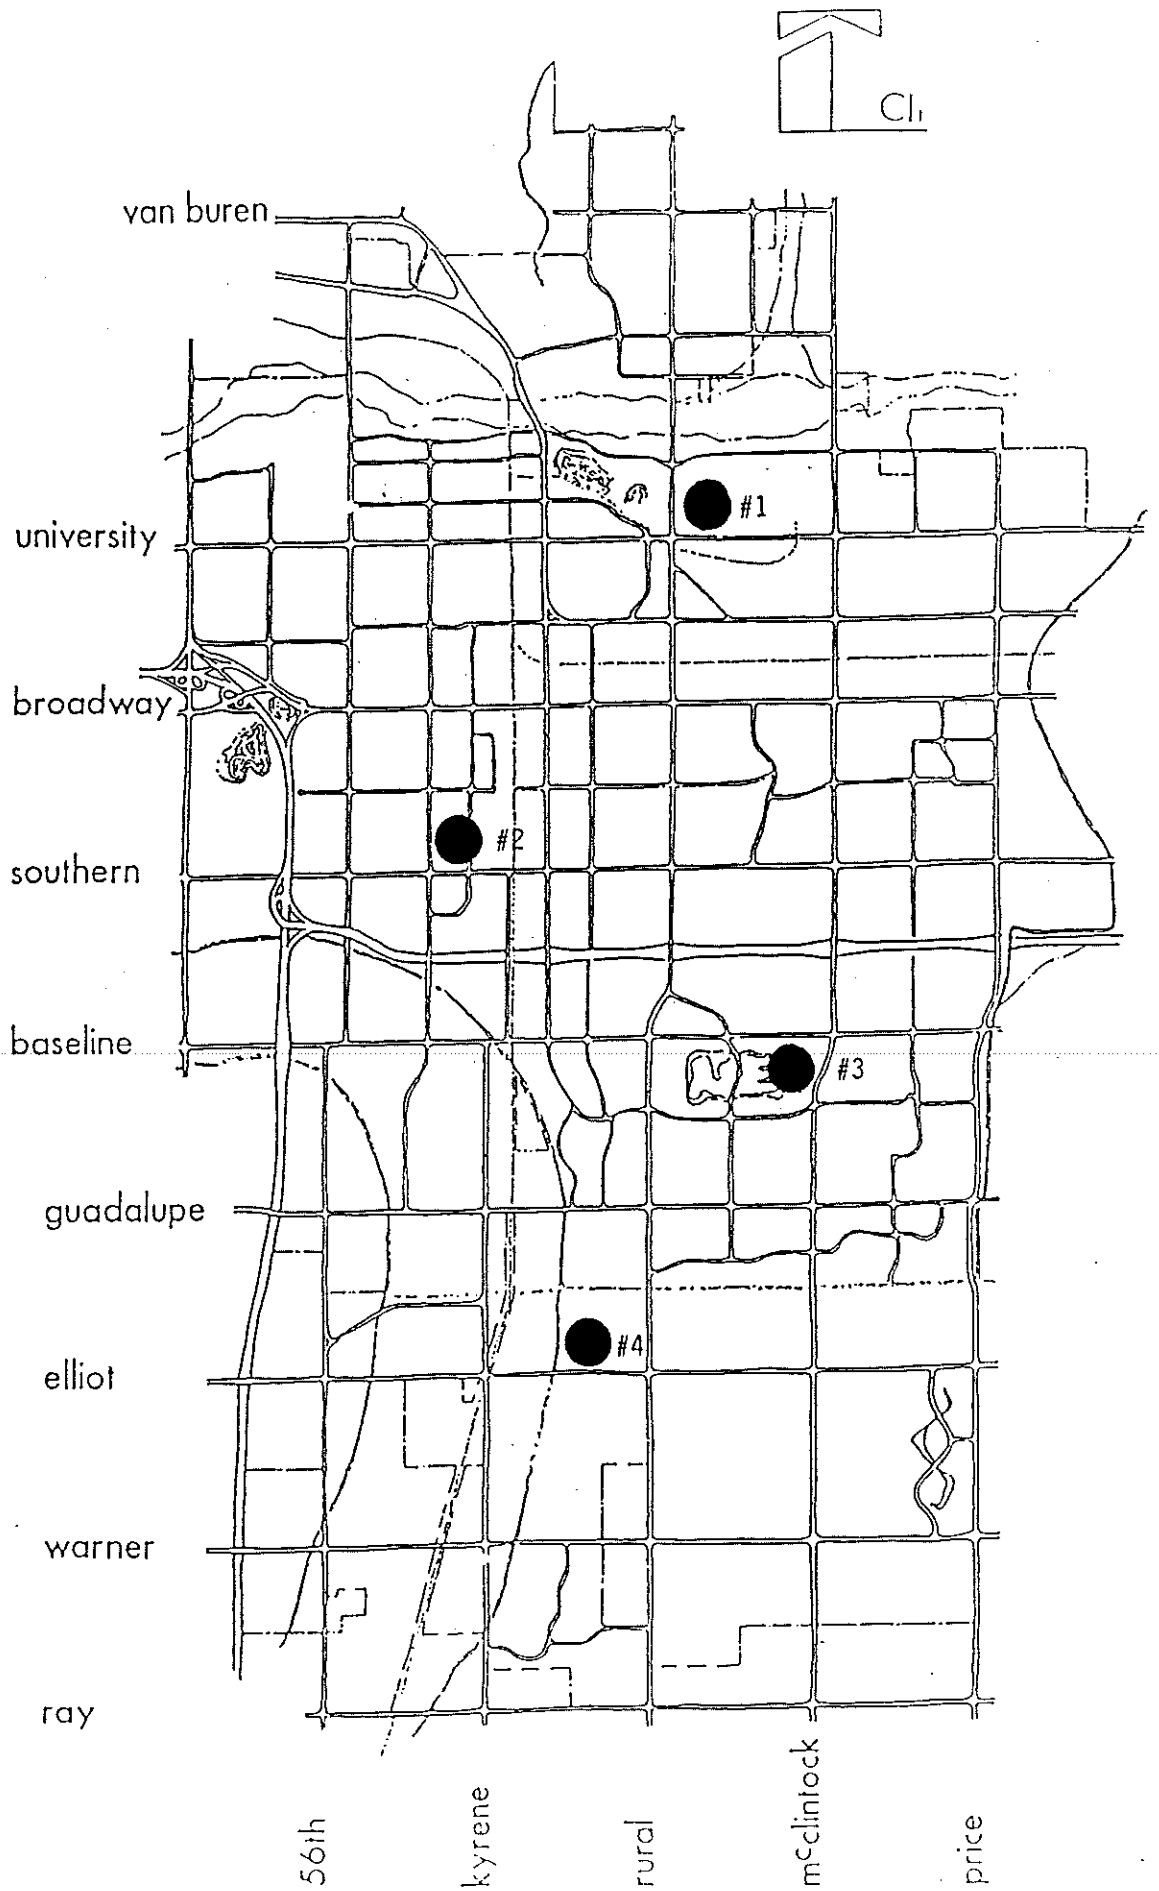 van buren
#1
university
broadway
#2
southern
baseline
#3
guadalupe
#4
elliot
warner
ray
56th
kyrene
rural
mcclintock
price